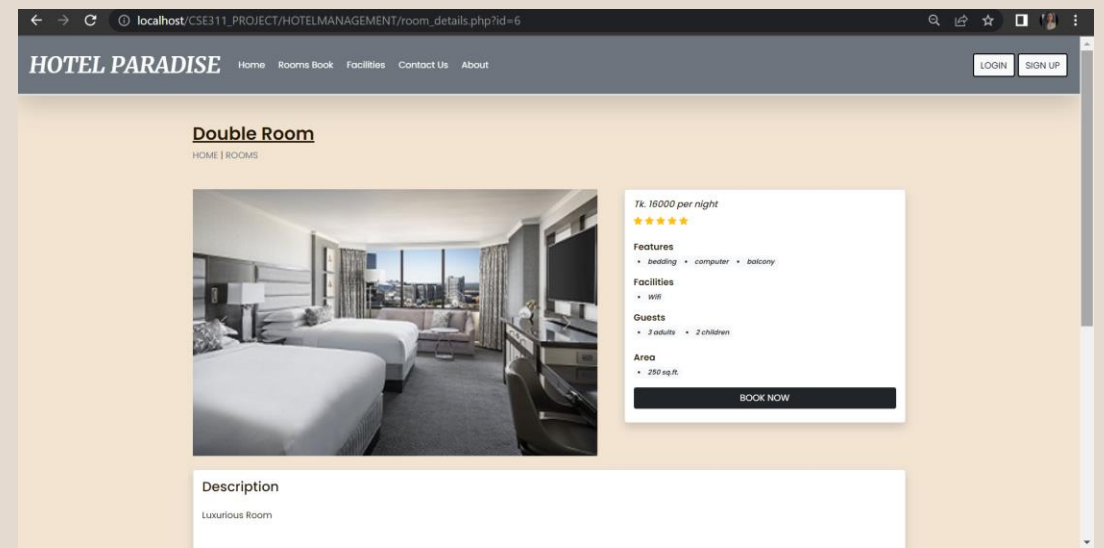 localhost/CSE311_PROJECT/HOTELMANAGEMENT/room_details.php?id=6
HOTEL PARADISE Home Rooms Book Facilities Contact Us About LOGIN SIGN UP
Double Room
HOME | ROOMS
Tk. 16000 per night
Features
• bedding • computer • balcony
Facilities
• Wifi
Guests
• 3 adults • 2 children
Area
• 250 sq.ft.
BOOK NOW
Description
Luxurious Room